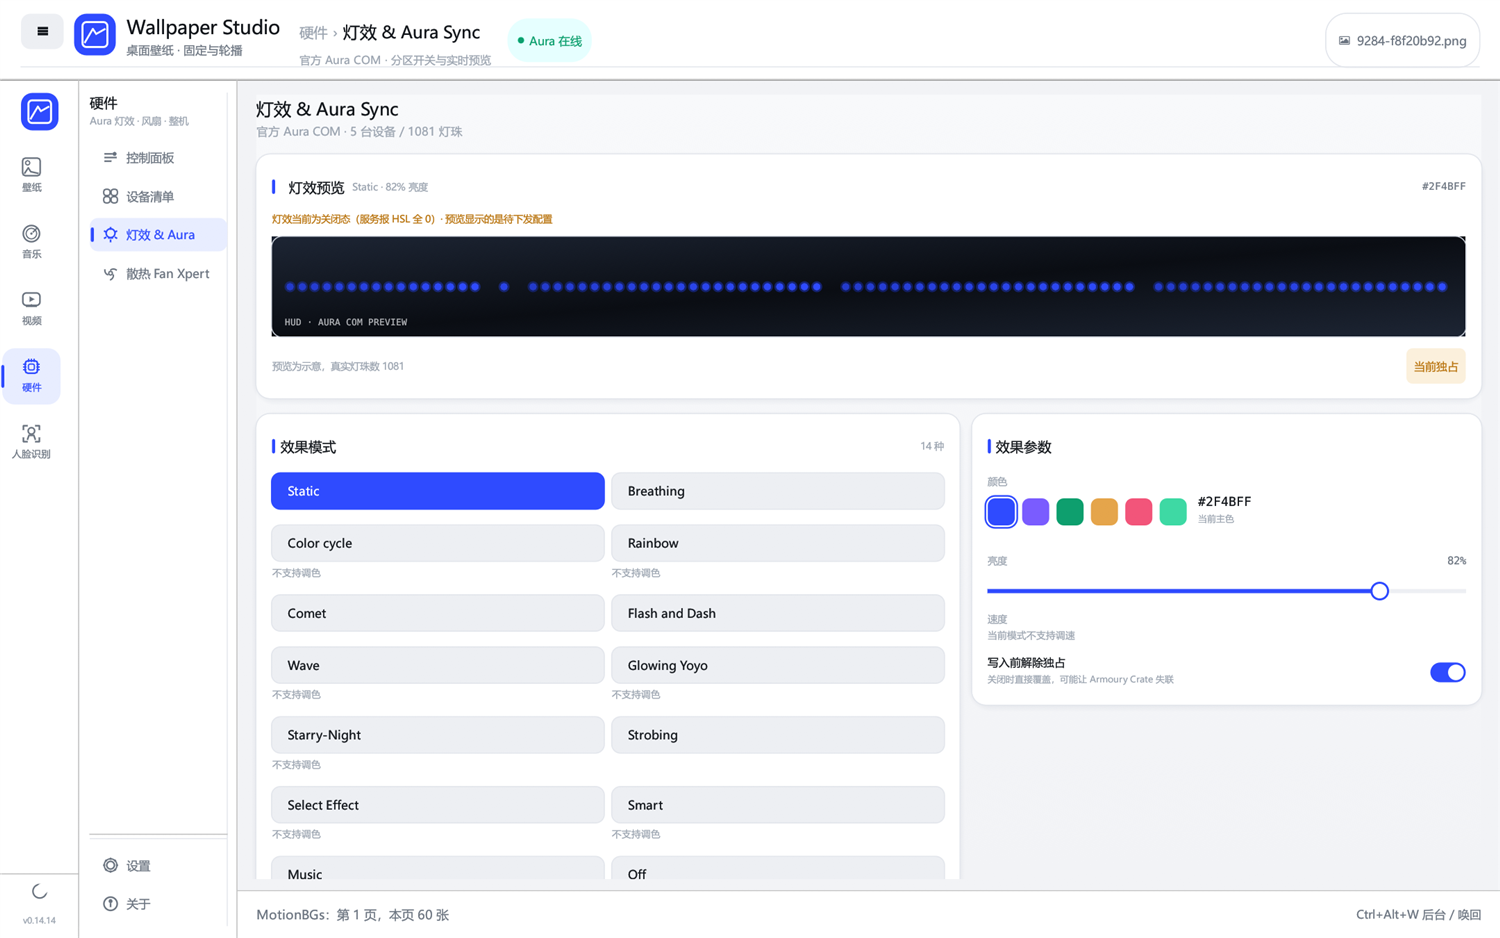 Wallpaper Studio
桌面壁纸 · 固定与轮播
硬件 › 灯效 & Aura Sync
官方 Aura COM · 分区开关与实时预览
Aura 在线
9284-f8f20b92.png
壁纸
音乐
视频
硬件
人脸识别
v0.14.14
硬件
Aura 灯效 · 风扇 · 整机
控制面板
设备清单
灯效 & Aura
散热 Fan Xpert
设置
关于
灯效 & Aura Sync
官方 Aura COM · 5 台设备 / 1081 灯珠
灯效预览 Static · 82% 亮度
#2F4BFF
灯效当前为关闭态（服务报 HSL 全 0）· 预览显示的是待下发配置
HUD · AURA COM PREVIEW
预览为示意，真实灯珠数 1081
当前独占
效果模式
14 种
Static
Breathing
Color cycle
Rainbow
不支持调色
不支持调色
Comet
Flash and Dash
Wave
Glowing Yoyo
不支持调色
不支持调色
Starry-Night
Strobing
不支持调色
Select Effect
Smart
不支持调色
不支持调色
Music
Off
效果参数
颜色
#2F4BFF
当前主色
亮度
82%
速度
当前模式不支持调速
写入前解除独占
关闭时直接覆盖，可能让 Armoury Crate 失联
MotionBGs：第 1 页，本页 60 张
Ctrl+Alt+W 后台 / 唤回